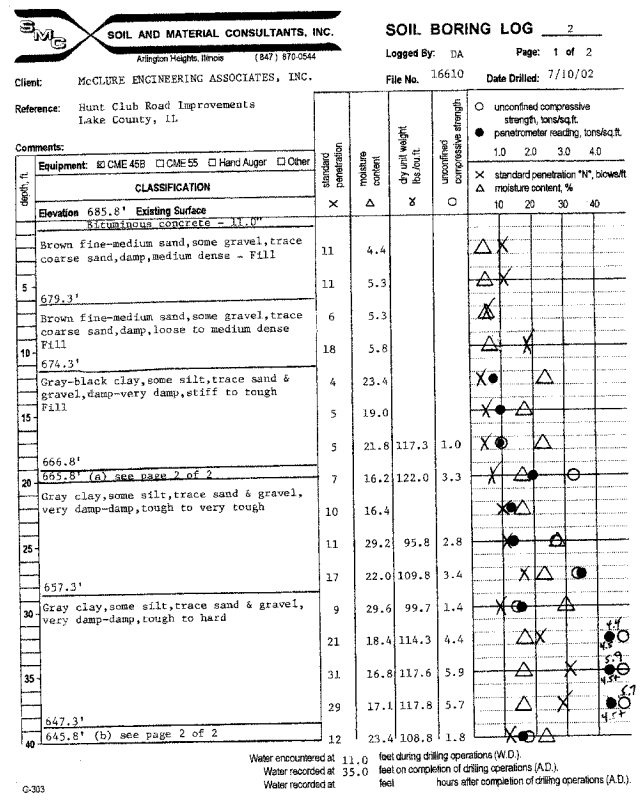 SMC
SOIL AND MATERIAL CONSULTANTS, INC.
Arlington Heights, Illinois (847) 870-0544
SOIL BORING LOG 2
Logged By: DA Page: 1 of 2
Client: McCLURE ENGINEERING ASSOCIATES, INC.
File No. 16610 Date Drilled: 7/10/02
Reference: Hunt Club Road Improvements
Lake County, IL
Comments:
Equipment: ☒ CME 45B ☐ CME 55 ☐ Hand Auger ☐ Other
depth, ft.
CLASSIFICATION
standard penetration
X
moisture content
△
dry unit weight lbs./cu.ft.
unconfined compressive strength
○
○ unconfined compressive strength, tons/sq.ft.
● penetrometer reading, tons/sq.ft.
1.0 2.0 3.0 4.0
X standard penetration "N", blows/ft
△ moisture content, %
10 20 30 40
Elevation 685.8' Existing Surface
Bituminous concrete - 11.0"
Brown fine-medium sand,some gravel,trace 11 4.4
coarse sand,damp,medium dense - Fill
5 11 5.3
679.3'
Brown fine-medium sand,some gravel,trace 6 5.3
coarse sand,damp,loose to medium dense
Fill 18 5.8
10
674.3'
Gray-black clay,some silt,trace sand & 4 23.4
gravel,damp-very damp,stiff to tough
Fill 5 19.0
15
5 21.8 117.3 1.0
666.8'
665.8' (a) see page 2 of 2 7 16.2 122.0 3.3
20
Gray clay,some silt,trace sand & gravel,
very damp-damp,tough to very tough 10 16.4
25 11 29.2 95.8 2.8
17 22.0 109.8 3.4
657.3'
Gray clay,some silt,trace sand & gravel, 9 29.6 99.7 1.4
30 very damp-damp,tough to hard
21 18.4 114.3 4.4
4.4
4.5
31 16.8 117.6 5.9
5.9
4.5+
35
29 17.1 117.8 5.7
5.7
4.5+
647.3'
645.8' (b) see page 2 of 2 12 23.4 108.8 1.8
40
Water encountered at 11.0 feet during drilling operations (W.D.).
Water recorded at 35.0 feet on completion of drilling operations (A.D.).
Water recorded at feet hours after completion of drilling operations (A.D.).
G-303